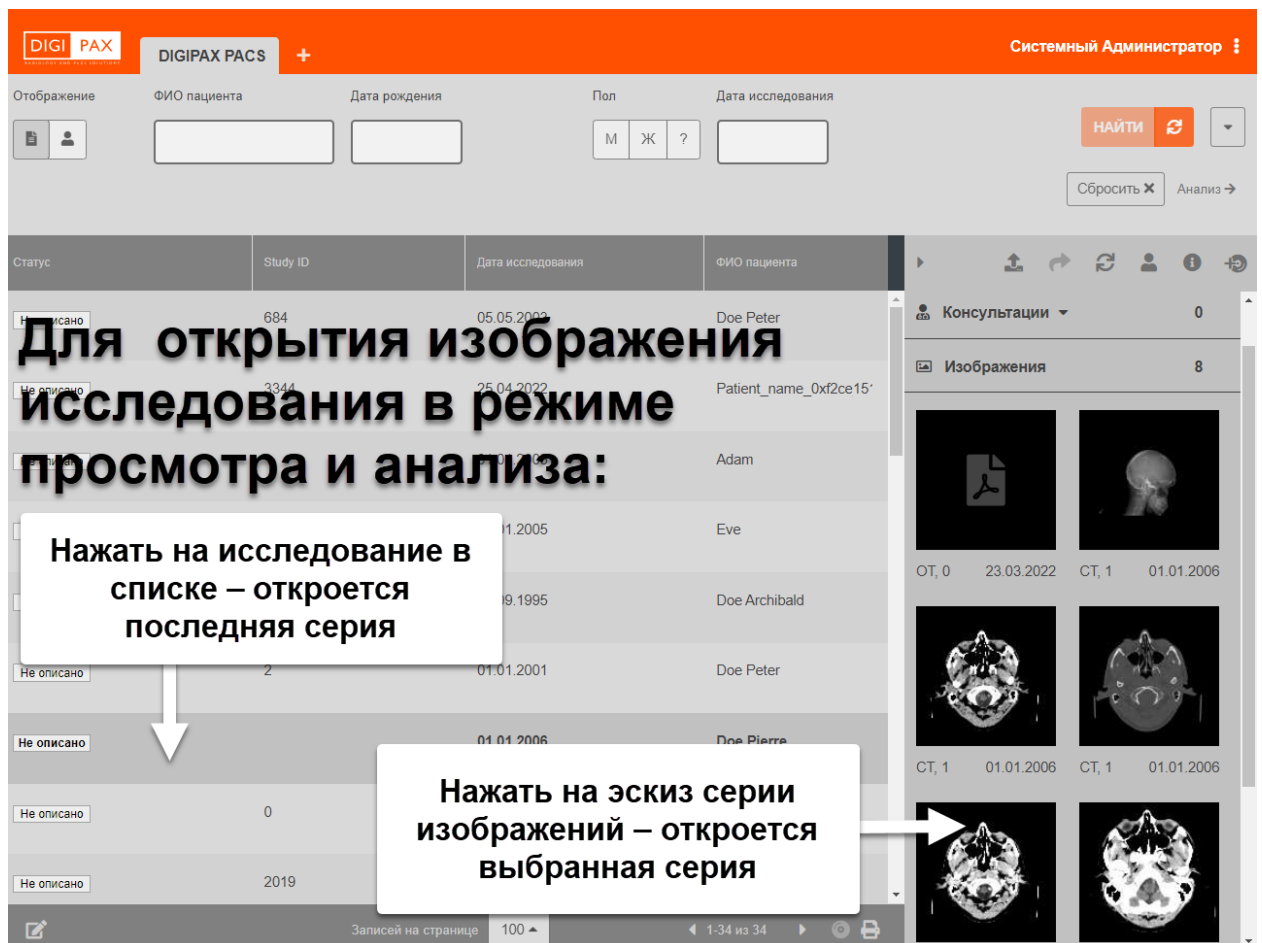 DIGI PAX
RADIOLOGY AND PACS SOLUTIONS
DIGIPAX PACS +
Системный Администратор
Отображение ФИО пациента Дата рождения Пол Дата исследования
М Ж ?
НАЙТИ
Сбросить ✕ Анализ →
Статус Study ID Дата исследования ФИО пациента
684 05.05.2003 Doe Peter
Консультации 0
Для открытия изображения
Изображения 8
Не описано 3344 25.04.2022 Patient_name_0xf2ce15
исследования в режиме
Adam
просмотра и анализа:
Eve
Нажать на исследование в
списке – откроется
последняя серия
OT, 0 23.03.2022 CT, 1 01.01.2006
Doe Archibald
Не описано 2 01.01.2001 Doe Peter
Не описано 01.01.2006 Doe Pierre
CT, 1 01.01.2006 CT, 1 01.01.2006
Нажать на эскиз серии
изображений – откроется
выбранная серия
Не описано 0
Не описано 2019
Записей на странице 100 1-34 из 34